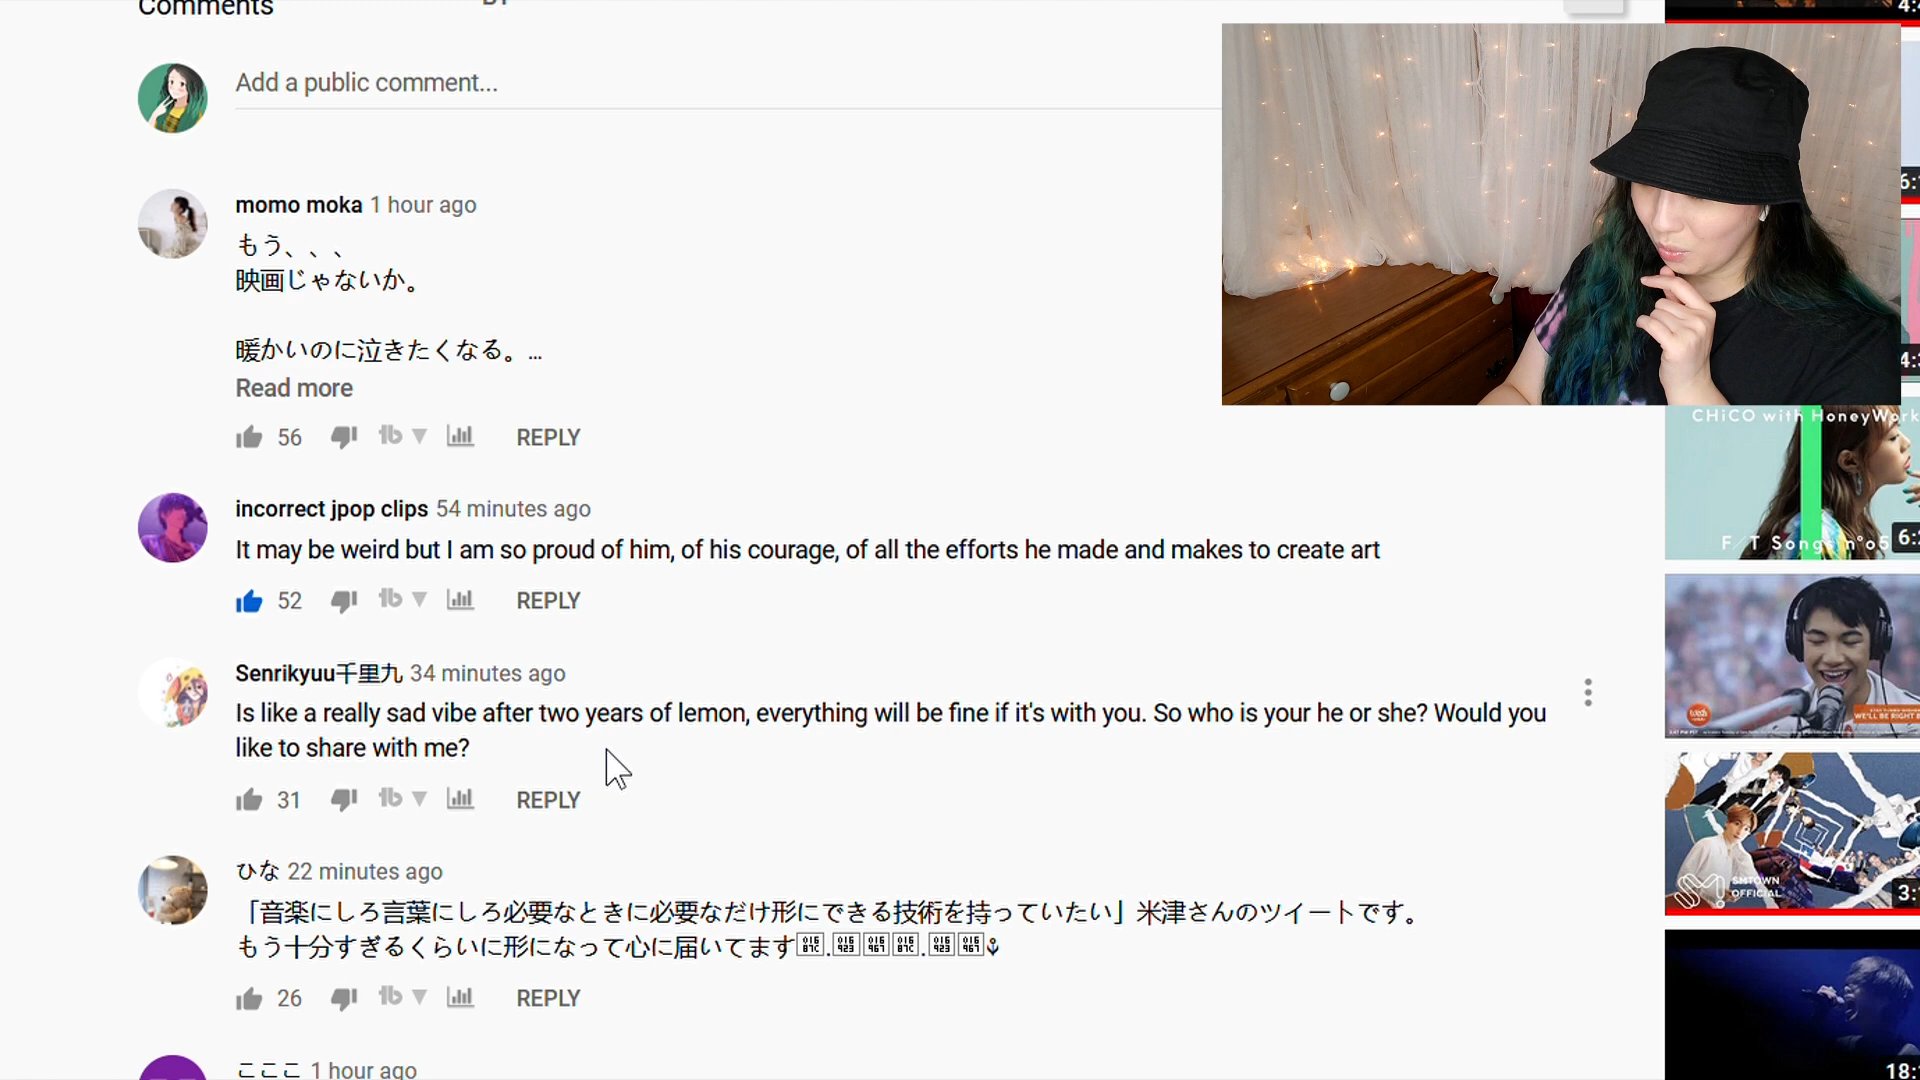 Comments
Add a public comment...
momo moka 1 hour ago
もう、、、
映画じゃないか。
暖かいのに泣きたくなる。...
Read more
56 REPLY
incorrect jpop clips 54 minutes ago
It may be weird but I am so proud of him, of his courage, of all the efforts he made and makes to create art
52 REPLY
Senrikyuu千里九 34 minutes ago
Is like a really sad vibe after two years of lemon, everything will be fine if it's with you. So who is your he or she? Would you
like to share with me?
31 REPLY
ひな 22 minutes ago
「音楽にしろ言葉にしろ必要なときに必要なだけ形にできる技術を持っていたい」米津さんのツイートです。
もう十分すぎるくらいに形になって心に届いてます
26 REPLY
こここ 1 hour ago
CHiCO with HoneyWork
F/T Songs n°05
WE'LL BE RIGHT B
SMTOWN
OFFICIAL